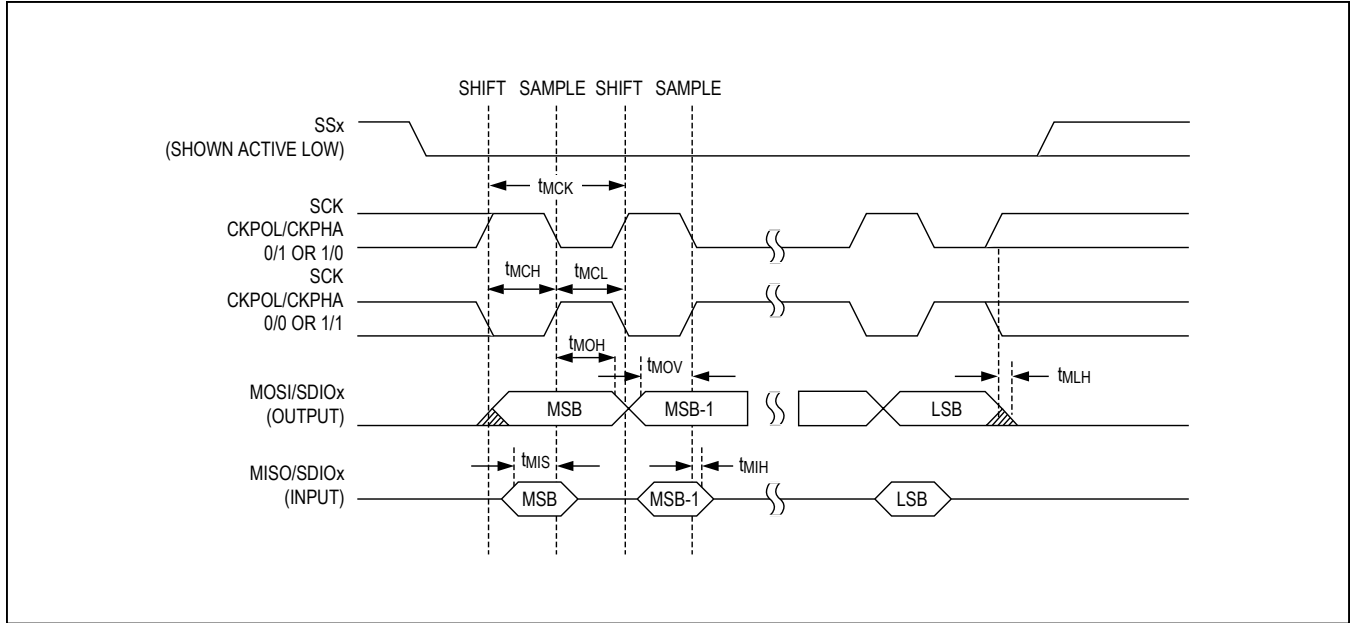 SHIFT SAMPLE SHIFT SAMPLE
SSx
(SHOWN ACTIVE LOW)
tMCK
SCK
CKPOL/CKPHA
0/1 OR 1/0
SCK
CKPOL/CKPHA
0/0 OR 1/1
tMCH tMCL
tMOH
tMOV
tMLH
MOSI/SDIOx
(OUTPUT)
MSB MSB-1 LSB
tMIS
tMIH
MISO/SDIOx
(INPUT)
MSB MSB-1 LSB